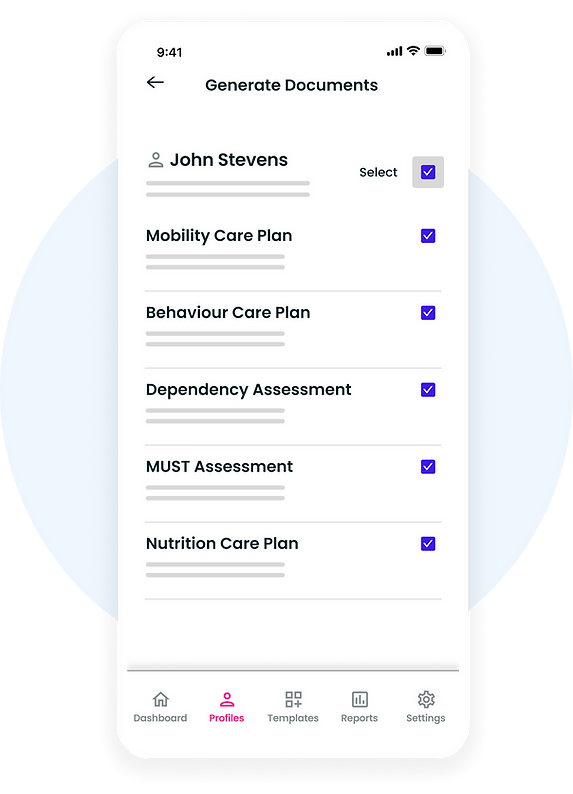 9:41
Generate Documents
John Stevens
Select
Mobility Care Plan
Behaviour Care Plan
Dependency Assessment
MUST Assessment
Nutrition Care Plan
Dashboard Profiles Templates Reports Settings